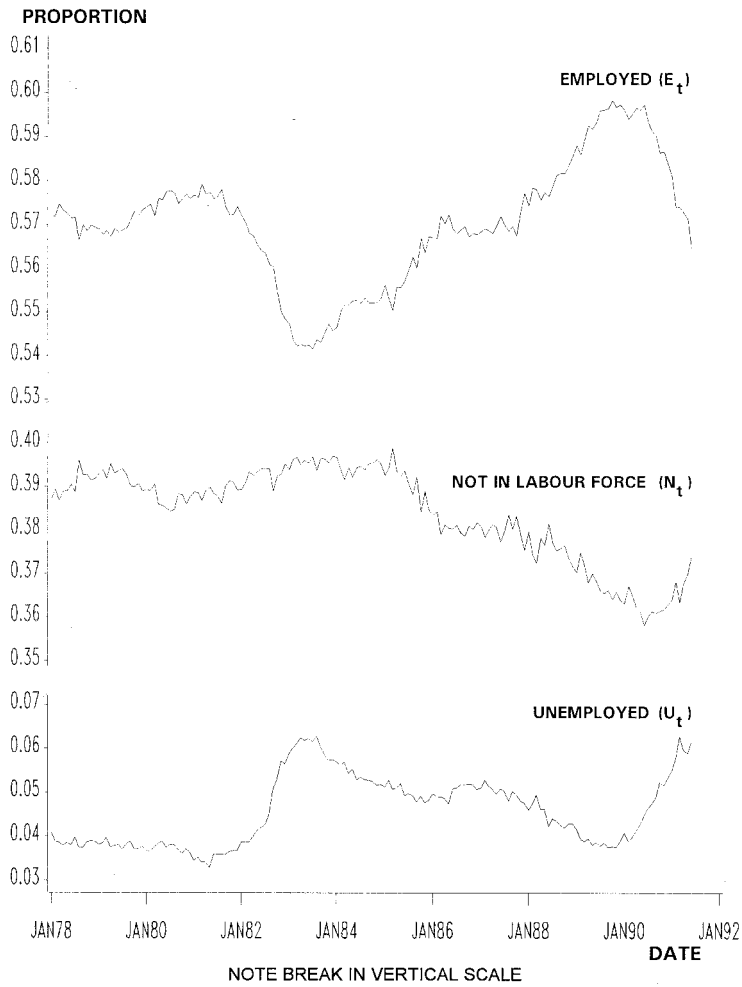 PROPORTION
0.61
0.60
EMPLOYED (Et)
0.59
0.58
0.57
0.56
0.55
0.54
0.53
0.40
0.39
NOT IN LABOUR FORCE (Nt)
0.38
0.37
0.36
0.35
0.07
UNEMPLOYED (Ut)
0.06
0.05
0.04
0.03
JAN78 JAN80 JAN82 JAN84 JAN86 JAN88 JAN90 JAN92
DATE
NOTE BREAK IN VERTICAL SCALE